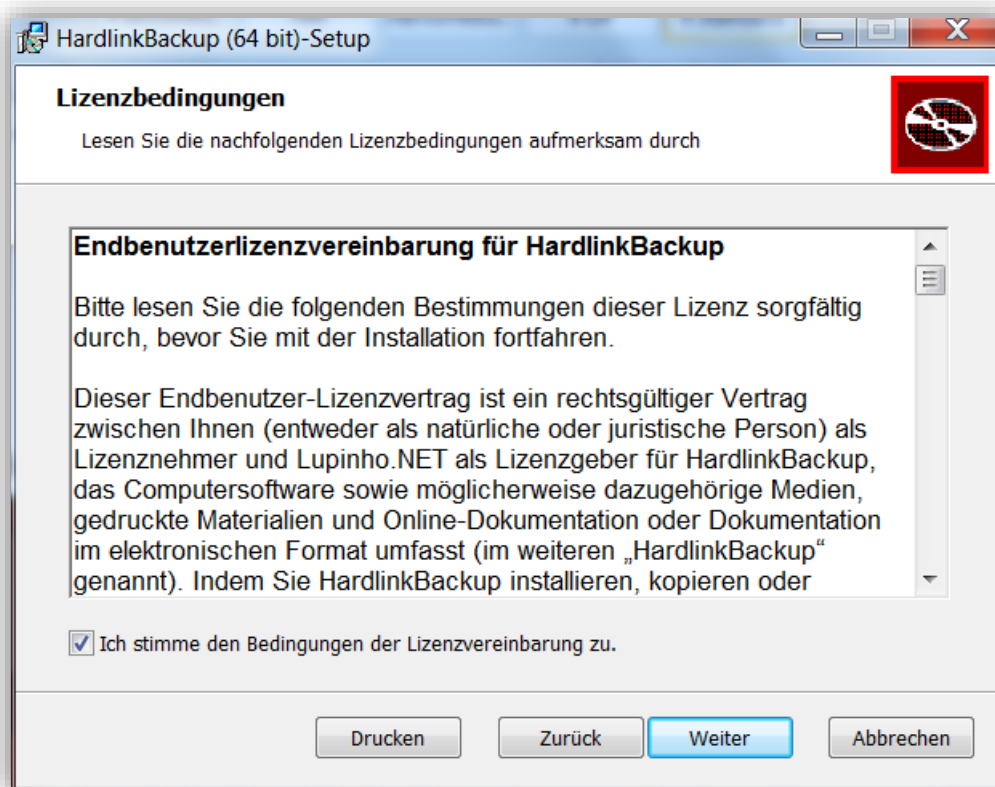 HardlinkBackup (64 bit)-Setup
Lizenzbedingungen
Lesen Sie die nachfolgenden Lizenzbedingungen aufmerksam durch
Endbenutzerlizenzvereinbarung für HardlinkBackup
Bitte lesen Sie die folgenden Bestimmungen dieser Lizenz sorgfältig
durch, bevor Sie mit der Installation fortfahren.
Dieser Endbenutzer-Lizenzvertrag ist ein rechtsgültiger Vertrag
zwischen Ihnen (entweder als natürliche oder juristische Person) als
Lizenznehmer und Lupinho.NET als Lizenzgeber für HardlinkBackup,
das Computersoftware sowie möglicherweise dazugehörige Medien,
gedruckte Materialien und Online-Dokumentation oder Dokumentation
im elektronischen Format umfasst (im weiteren „HardlinkBackup“
genannt). Indem Sie HardlinkBackup installieren, kopieren oder
Ich stimme den Bedingungen der Lizenzvereinbarung zu.
Drucken Zurück Weiter Abbrechen